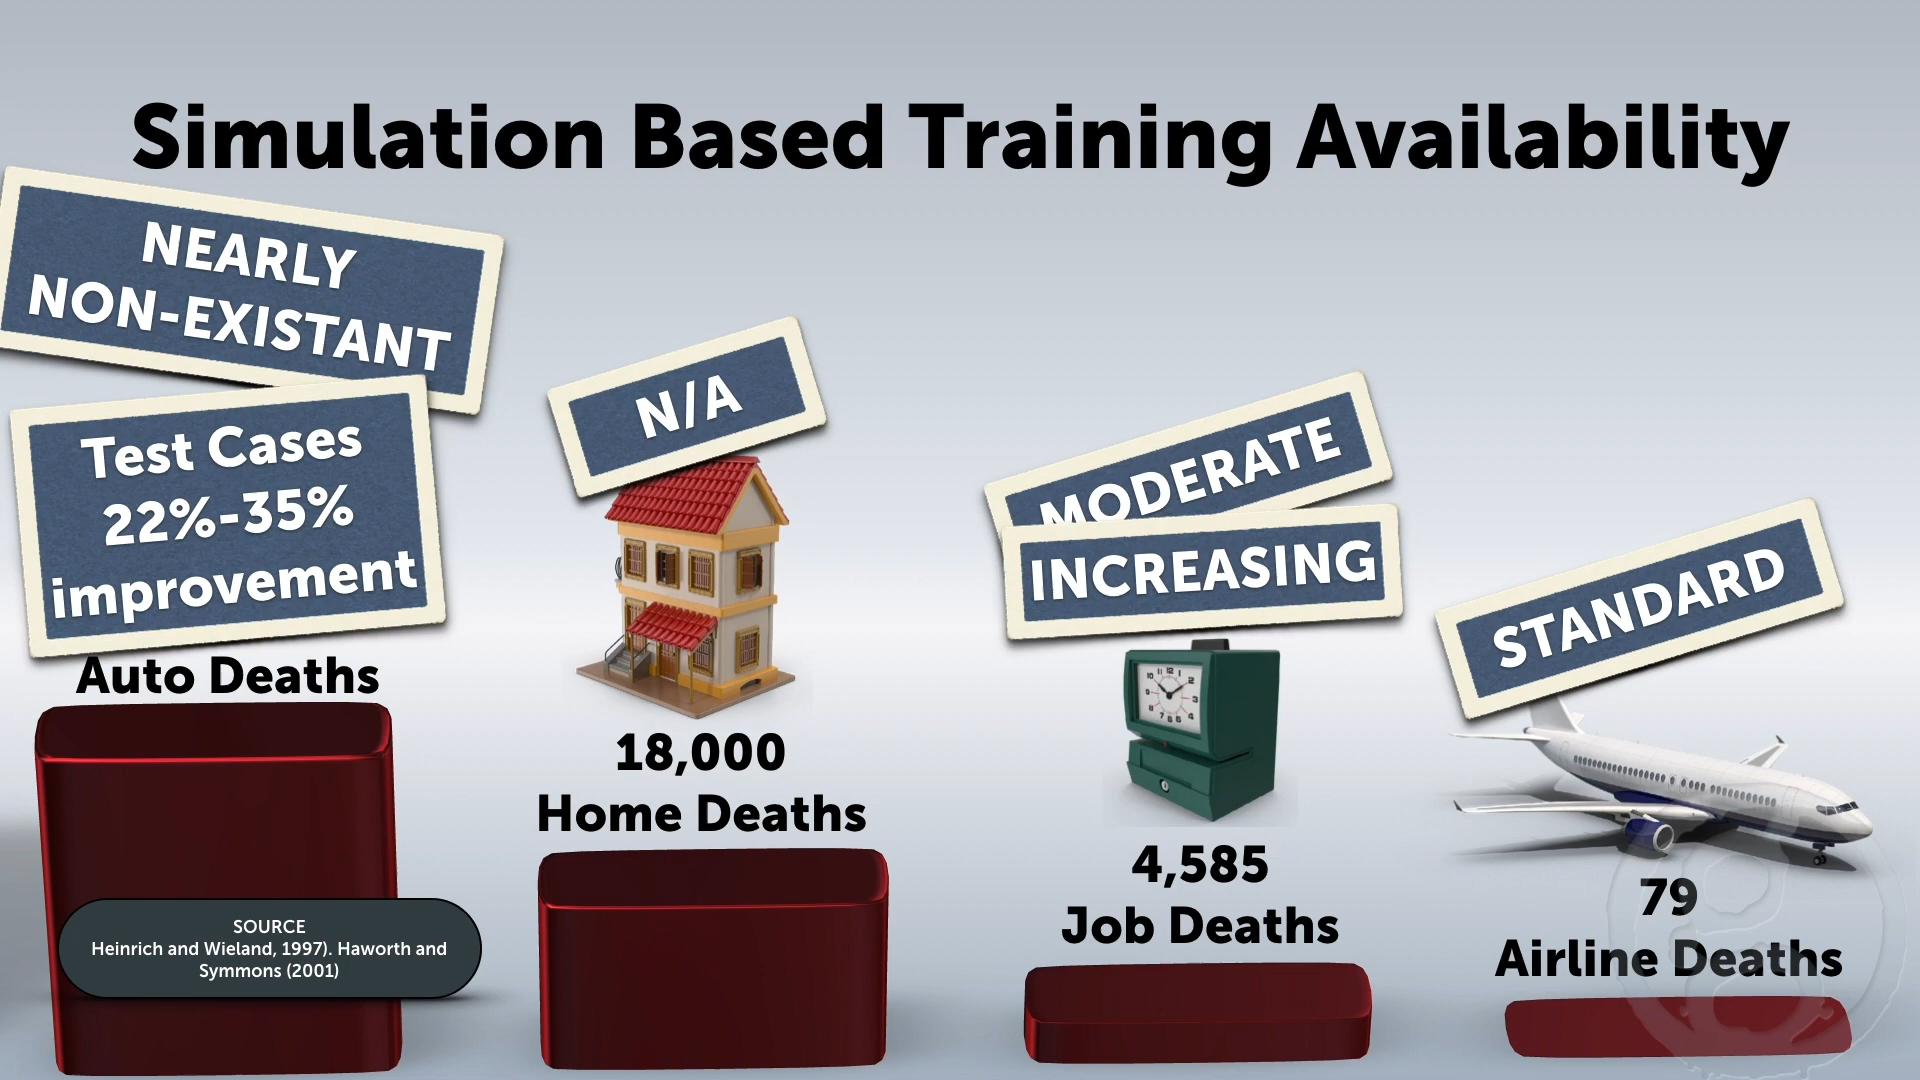 Simulation Based Training Availability
NEARLY
NON-EXISTANT
Test Cases
22%-35%
improvement
Auto Deaths
SOURCE
Heinrich and Wieland, 1997). Haworth and
Symmons (2001)
N/A
18,000
Home Deaths
MODERATE
INCREASING
4,585
Job Deaths
STANDARD
79
Airline Deaths